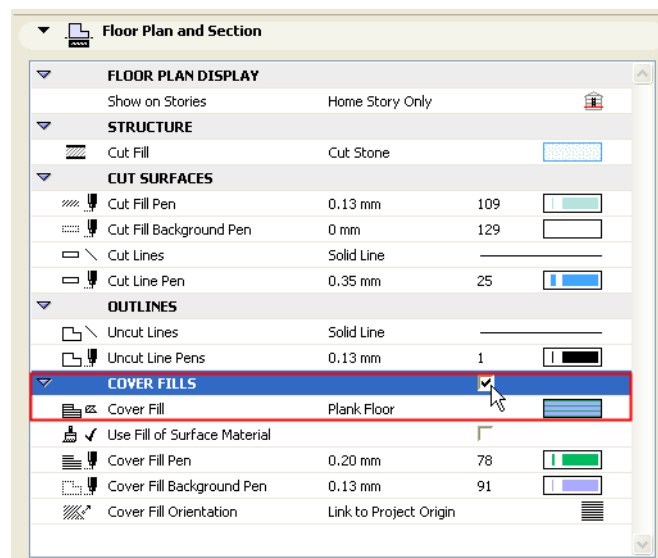 Floor Plan and Section
FLOOR PLAN DISPLAY
Show on Stories Home Story Only
STRUCTURE
Cut Fill Cut Stone
CUT SURFACES
Cut Fill Pen 0.13 mm 109
Cut Fill Background Pen 0 mm 129
Cut Lines Solid Line
Cut Line Pen 0.35 mm 25
OUTLINES
Uncut Lines Solid Line
Uncut Line Pens 0.13 mm 1
COVER FILLS
Cover Fill Plank Floor
Use Fill of Surface Material
Cover Fill Pen 0.20 mm 78
Cover Fill Background Pen 0.13 mm 91
Cover Fill Orientation Link to Project Origin